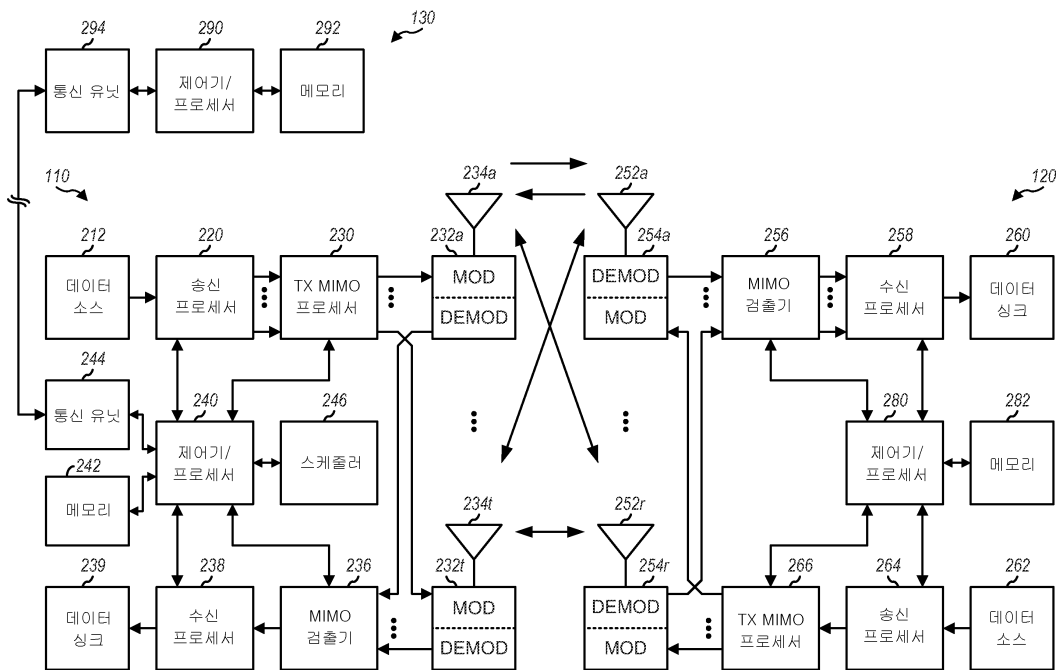 294
290
292
130
통신 유닛
제어기/
프로세서
메모리
110
234a
252a
120
212
220
230
232a
254a
256
258
260
데이터
소스
송신
프로세서
TX MIMO
프로세서
MOD
DEMOD
DEMOD
MOD
MIMO
검출기
수신
프로세서
데이터
싱크
244
통신 유닛
240
246
280
282
제어기/
프로세서
스케줄러
제어기/
프로세서
메모리
242
메모리
234t
252r
239
238
236
232t
254r
266
264
262
데이터
싱크
수신
프로세서
MIMO
검출기
MOD
DEMOD
DEMOD
MOD
TX MIMO
프로세서
송신
프로세서
데이터
소스